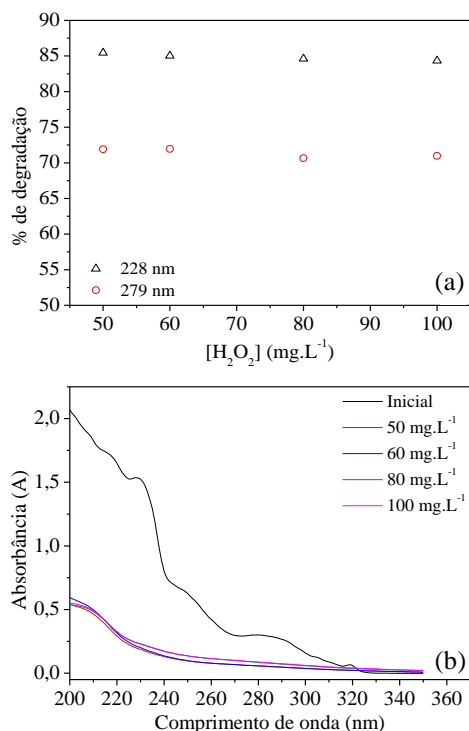 90
85
80
75
70
65
60
55
50
% de degradação
228 nm
279 nm
(a)
50 60 70 80 90 100
[H₂O₂] (mg.L⁻¹)
2,0
1,5
1,0
0,5
0,0
Absorbância (A)
Inicial
50 mg.L⁻¹
60 mg.L⁻¹
80 mg.L⁻¹
100 mg.L⁻¹
(b)
200 220 240 260 280 300 320 340 360
Comprimento de onda (nm)